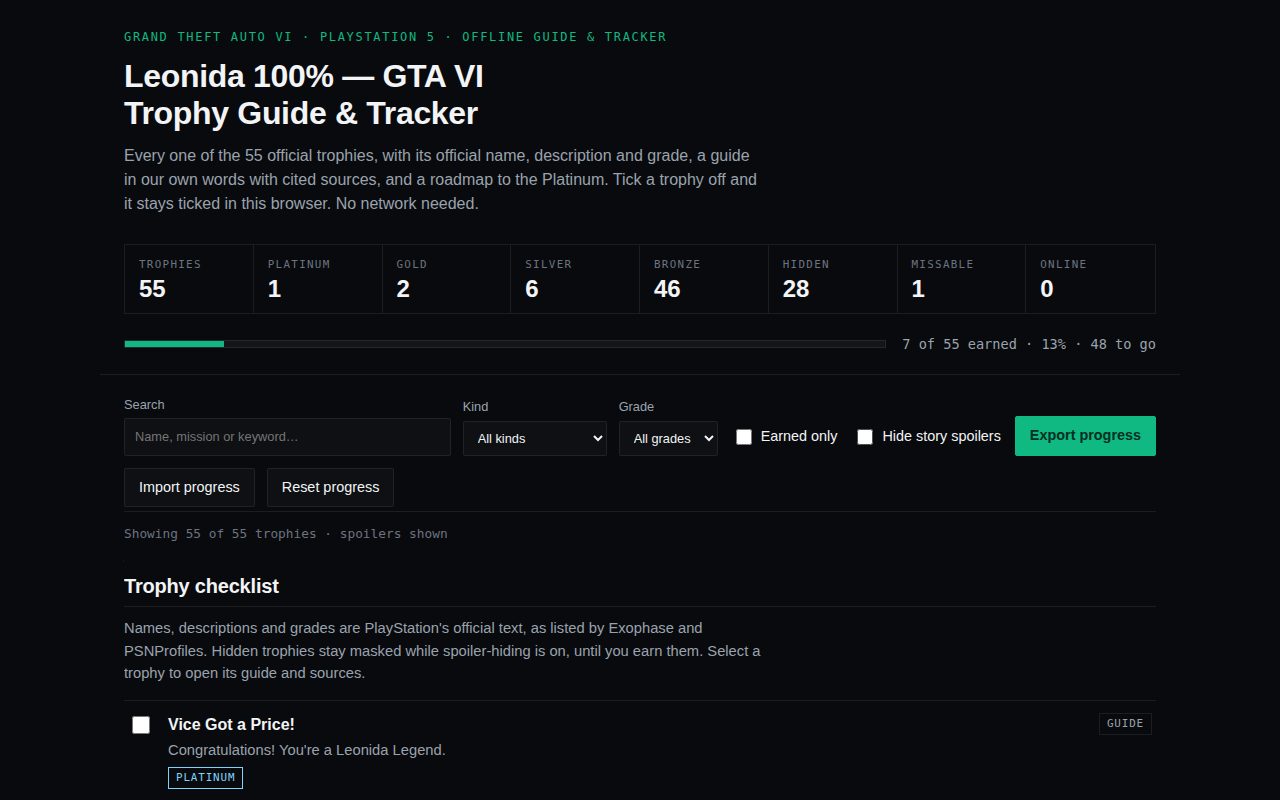 GRAND THEFT AUTO VI · PLAYSTATION 5 · OFFLINE GUIDE & TRACKER
Leonida 100% — GTA VI
Trophy Guide & Tracker
Every one of the 55 official trophies, with its official name, description and grade, a guide
in our own words with cited sources, and a roadmap to the Platinum. Tick a trophy off and
it stays ticked in this browser. No network needed.
TROPHIES PLATINUM GOLD SILVER BRONZE HIDDEN MISSABLE ONLINE
55 1 2 6 46 28 1 0
7 of 55 earned · 13% · 48 to go
Search Kind Grade
Name, mission or keyword… All kinds All grades Earned only Hide story spoilers Export progress
Import progress Reset progress
Showing 55 of 55 trophies · spoilers shown
Trophy checklist
Names, descriptions and grades are PlayStation's official text, as listed by Exophase and
PSNProfiles. Hidden trophies stay masked while spoiler-hiding is on, until you earn them. Select a
trophy to open its guide and sources.
Vice Got a Price! GUIDE
Congratulations! You're a Leonida Legend.
PLATINUM